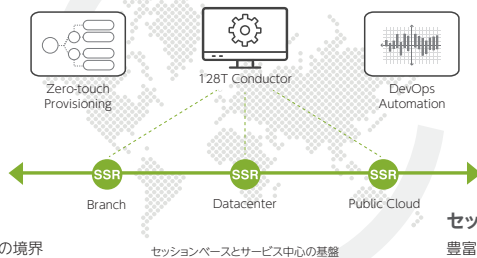 Zero-touch
Provisioning
128T Conductor
DevOps
Automation
SSR
SSR
SSR
Branch
Datacenter
Public Cloud
セッ
の境界
セッションベースとサービス中心の基盤
豊富